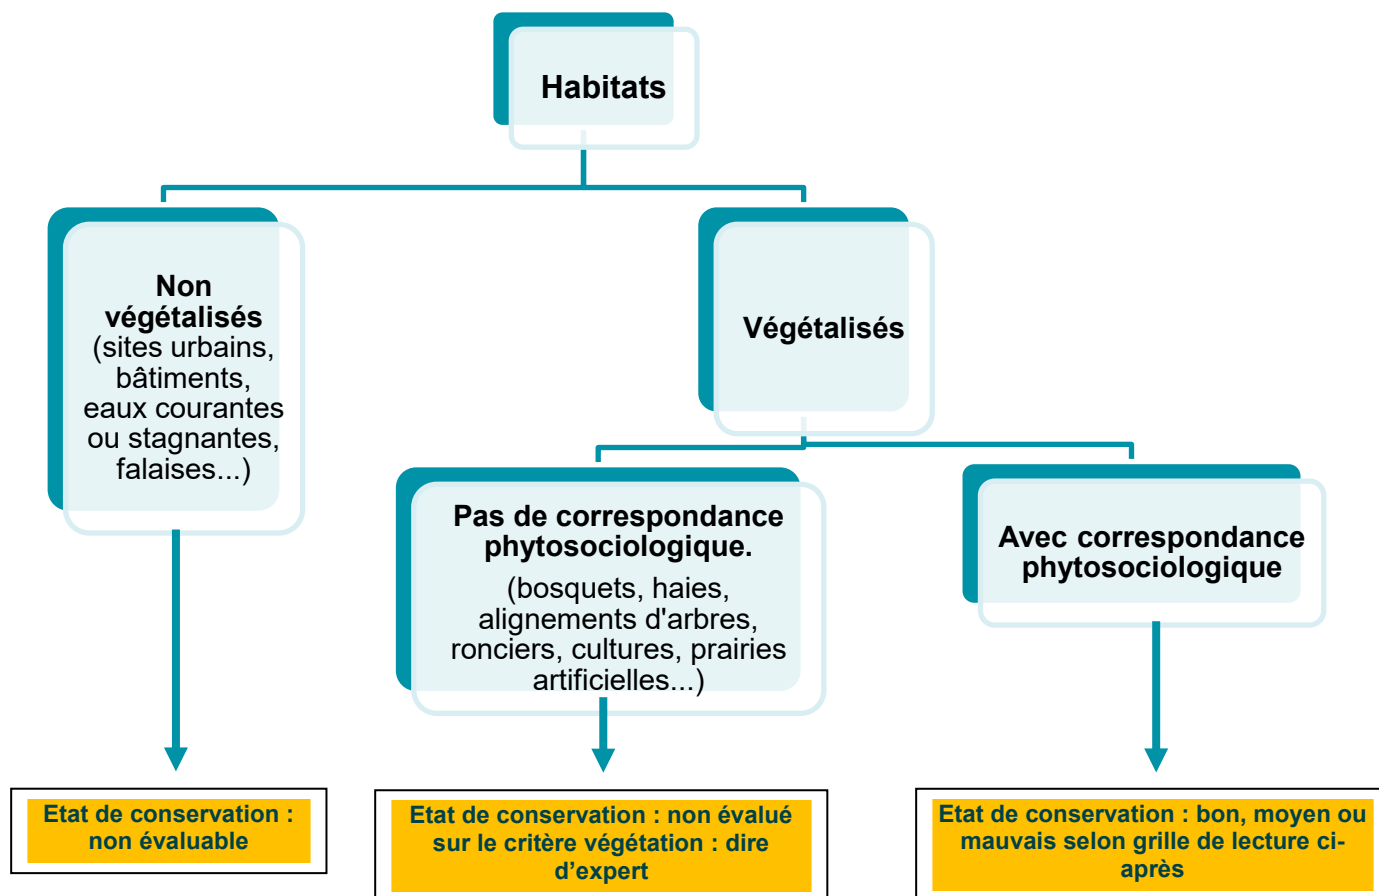 Habitats
Non
végétalisés
(sites urbains,
bâtiments,
eaux courantes
ou stagnantes,
falaises...)
Végétalisés
Pas de correspondance
phytosociologique.
(bosquets, haies,
alignements d'arbres,
ronciers, cultures, prairies
artificielles...)
Avec correspondance
phytosociologique
Etat de conservation :
non évaluable
Etat de conservation : non évalué
sur le critère végétation : dire
d’expert
Etat de conservation : bon, moyen ou
mauvais selon grille de lecture ci-
après